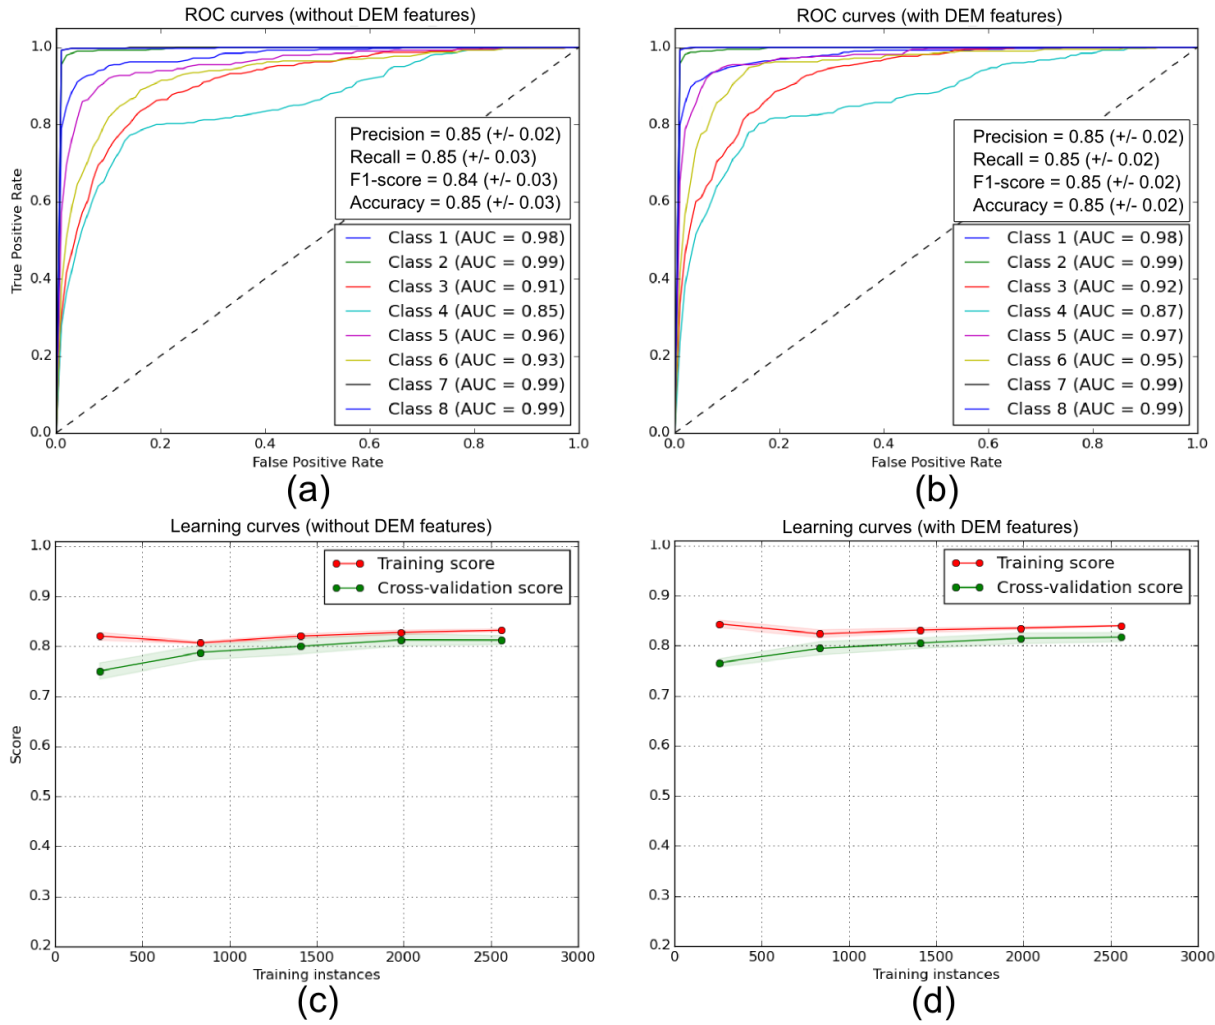 ROC curves (without DEM features)
1.0
0.8
0.6
0.4
0.2
0.0
True Positive Rate
Precision = 0.85 (+/- 0.02)
Recall = 0.85 (+/- 0.03)
F1-score = 0.84 (+/- 0.03)
Accuracy = 0.85 (+/- 0.03)
Class 1 (AUC = 0.98)
Class 2 (AUC = 0.99)
Class 3 (AUC = 0.91)
Class 4 (AUC = 0.85)
Class 5 (AUC = 0.96)
Class 6 (AUC = 0.93)
Class 7 (AUC = 0.99)
Class 8 (AUC = 0.99)
0.0 0.2 0.4 0.6 0.8 1.0
False Positive Rate
(a)
ROC curves (with DEM features)
1.0
0.8
0.6
0.4
0.2
0.0
Precision = 0.85 (+/- 0.02)
Recall = 0.85 (+/- 0.02)
F1-score = 0.85 (+/- 0.02)
Accuracy = 0.85 (+/- 0.02)
Class 1 (AUC = 0.98)
Class 2 (AUC = 0.99)
Class 3 (AUC = 0.92)
Class 4 (AUC = 0.87)
Class 5 (AUC = 0.97)
Class 6 (AUC = 0.95)
Class 7 (AUC = 0.99)
Class 8 (AUC = 0.99)
0.0 0.2 0.4 0.6 0.8 1.0
False Positive Rate
(b)
Learning curves (without DEM features)
1.0
0.9
0.8
0.7
0.6
0.5
0.4
0.3
0.2
Score
Training score
Cross-validation score
0 500 1000 1500 2000 2500 3000
Training instances
(c)
Learning curves (with DEM features)
1.0
0.9
0.8
0.7
0.6
0.5
0.4
0.3
0.2
Training score
Cross-validation score
0 500 1000 1500 2000 2500 3000
Training instances
(d)